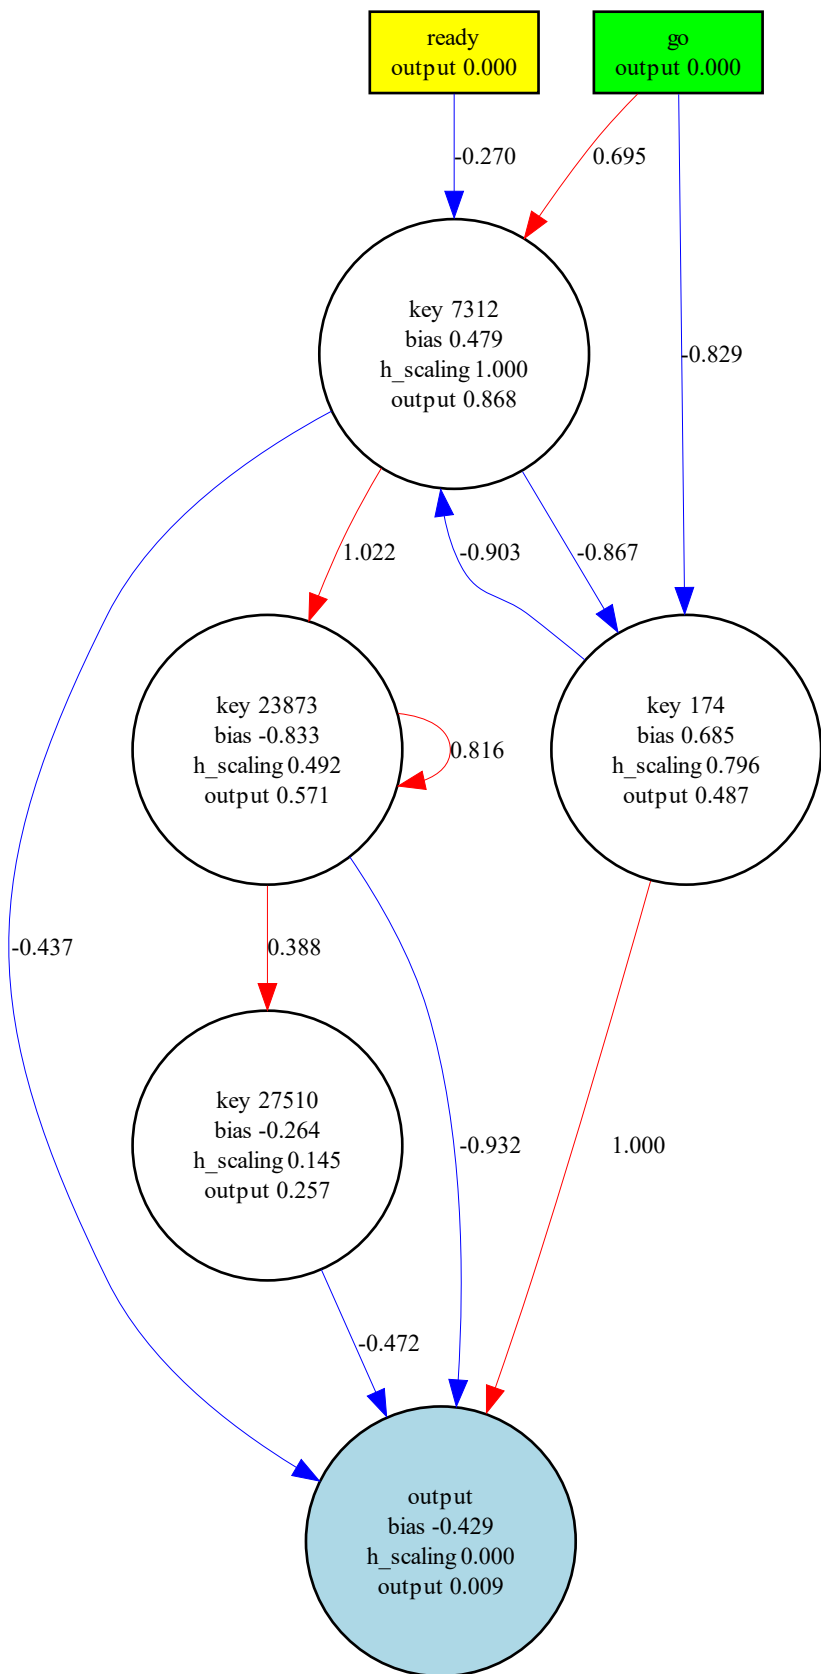 ready
output 0.000
go
output 0.000
-0.270
0.695
key 7312
bias 0.479
h_scaling 1.000
output 0.868
-0.829
1.022
-0.903
-0.867
key 23873
bias -0.833
h_scaling 0.492
output 0.571
0.816
key 174
bias 0.685
h_scaling 0.796
output 0.487
-0.437
0.388
key 27510
bias -0.264
h_scaling 0.145
output 0.257
-0.932
1.000
-0.472
output
bias -0.429
h_scaling 0.000
output 0.009